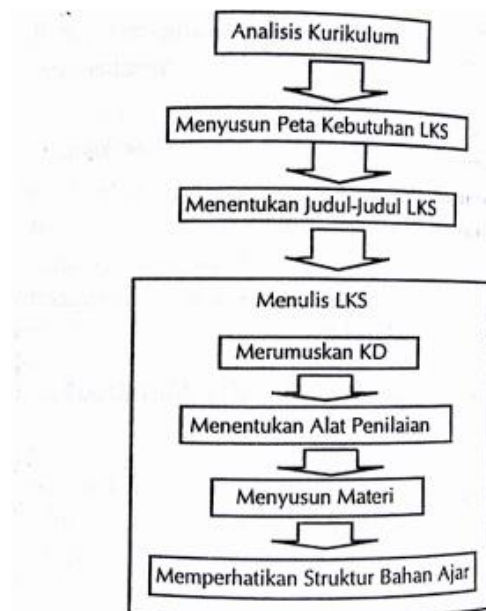 Analisis Kurikulum
Menyusun Peta Kebutuhan LKS
Menentukan Judul-Judul LKS
Menulis LKS
Merumuskan KD
Menentukan Alat Penilaian
Menyusun Materi
Memperhatikan Struktur Bahan Ajar